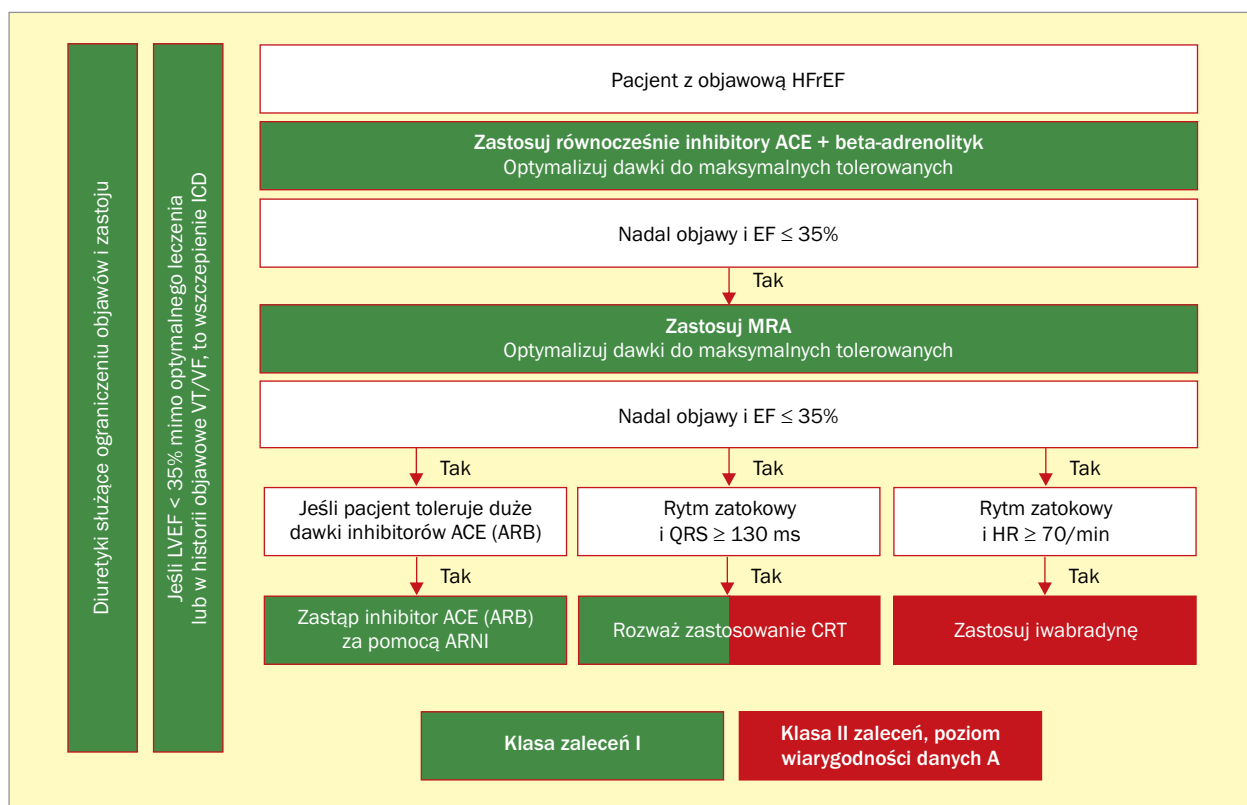 Diuretyki służące ograniczeniu objawów i zastoju
Jeśli LVEF < 35% mimo optymalnego leczenia
lub w historii objawowe VT/VF, to wszczepienie ICD
Pacjent z objawową HFrEF
Zastosuj równocześnie inhibitory ACE + beta-adrenolityk
Optymalizuj dawki do maksymalnych tolerowanych
Nadal objawy i EF ≤ 35%
Tak
Zastosuj MRA
Optymalizuj dawki do maksymalnych tolerowanych
Nadal objawy i EF ≤ 35%
Tak
Tak
Tak
Jeśli pacjent toleruje duże
dawki inhibitorów ACE (ARB)
Rytm zatokowy
i QRS ≥ 130 ms
Rytm zatokowy
i HR ≥ 70/min
Tak
Tak
Tak
Zastąp inhibitor ACE (ARB)
za pomocą ARNI
Rozważ zastosowanie CRT
Zastosuj iwabradynę
Klasa zaleceń I
Klasa II zaleceń, poziom
wiarygodności danych A